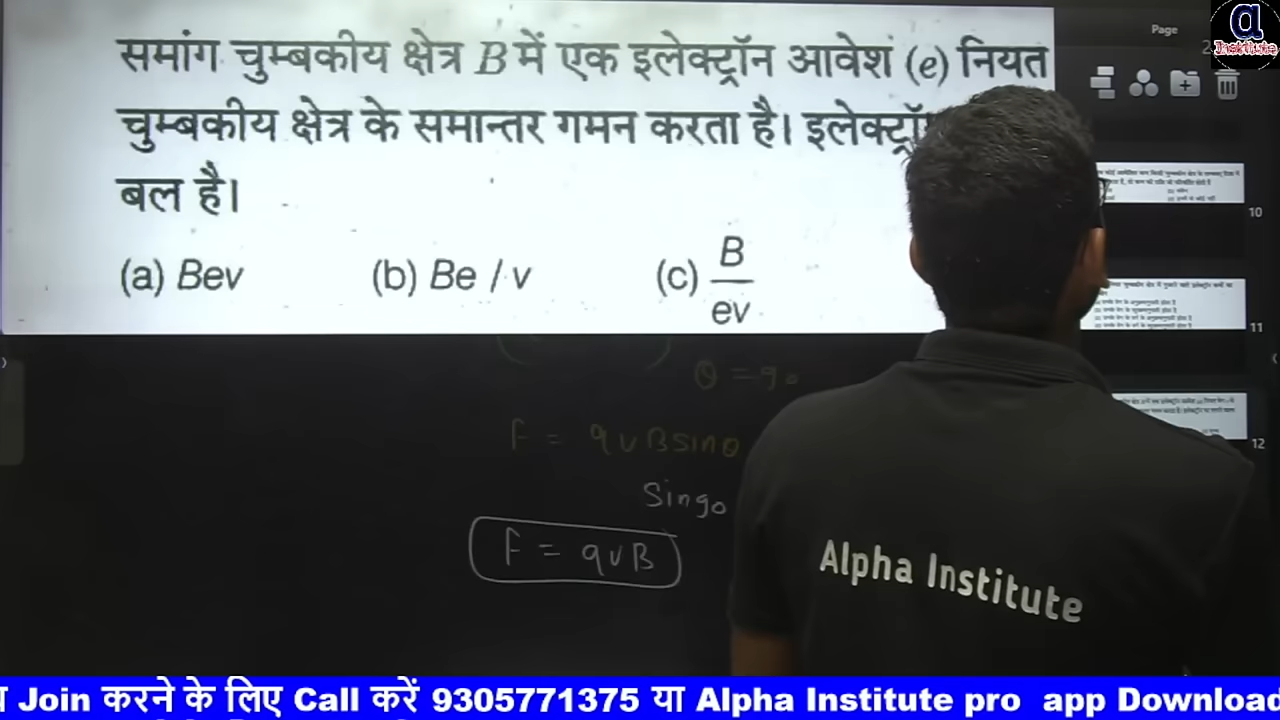 समांग चुम्बकीय क्षेत्र B में एक इलेक्ट्रॉन आवेश (e) नियत
चुम्बकीय क्षेत्र के समान्तर गमन करता है। इलेक्ट्रॉ
बल है।
(a) Bev (b) Be / v (c) B/ev
θ = 90
F = qvBsinθ
Sin90
F = qvB
Alpha Institute
Page
10
11
12
α
Institute
Join करने के लिए Call करें 9305771375 या Alpha Institute pro app Download